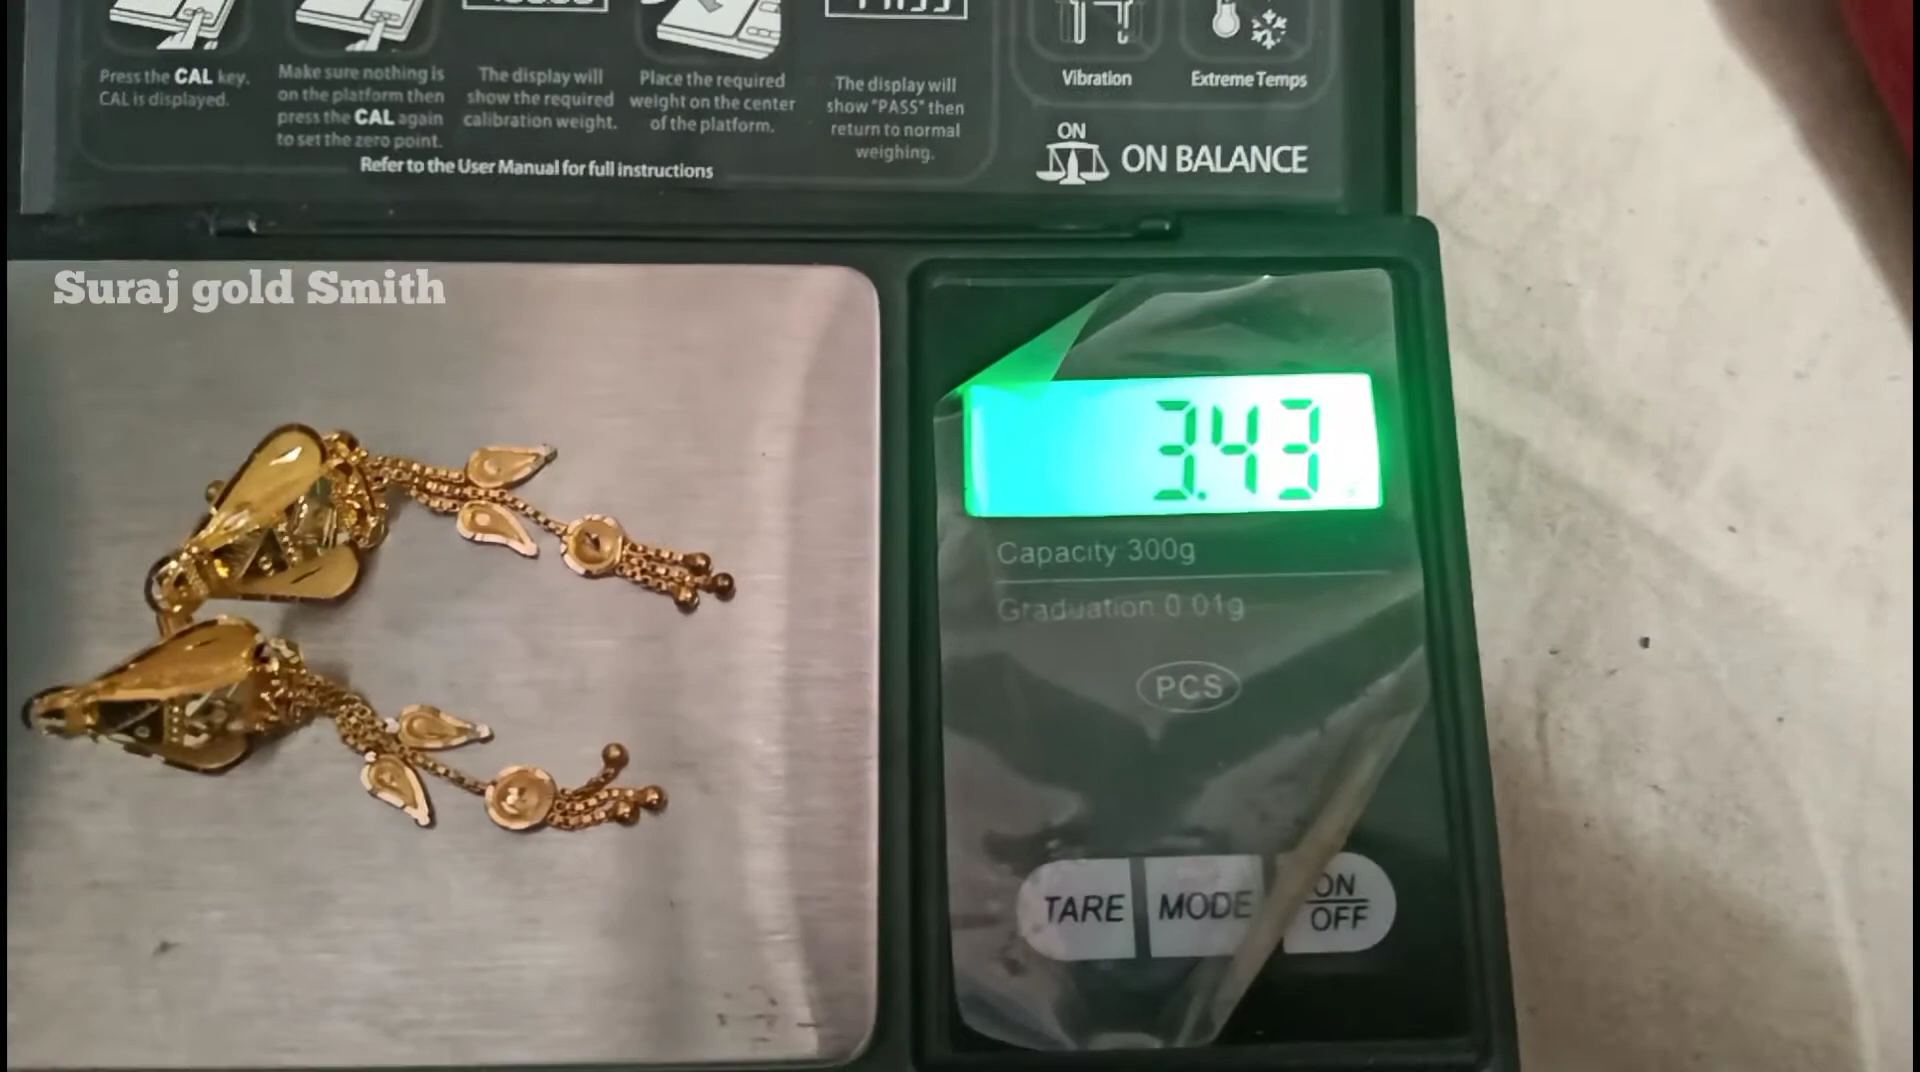 Press the CAL key.
CAL is displayed.
Make sure nothing is
on the platform then
press the CAL again
to set the zero point.
The display will
show the required
calibration weight.
Place the required
weight on the center
of the platform.
The display will
show "PASS" then
return to normal
weighing.
Refer to the User Manual for full instructions
Vibration
Extreme Temps
ON
ON BALANCE
Suraj gold Smith
3.43
Capacity 300g
Graduation 0.01g
PCS
TARE
MODE
ON
OFF